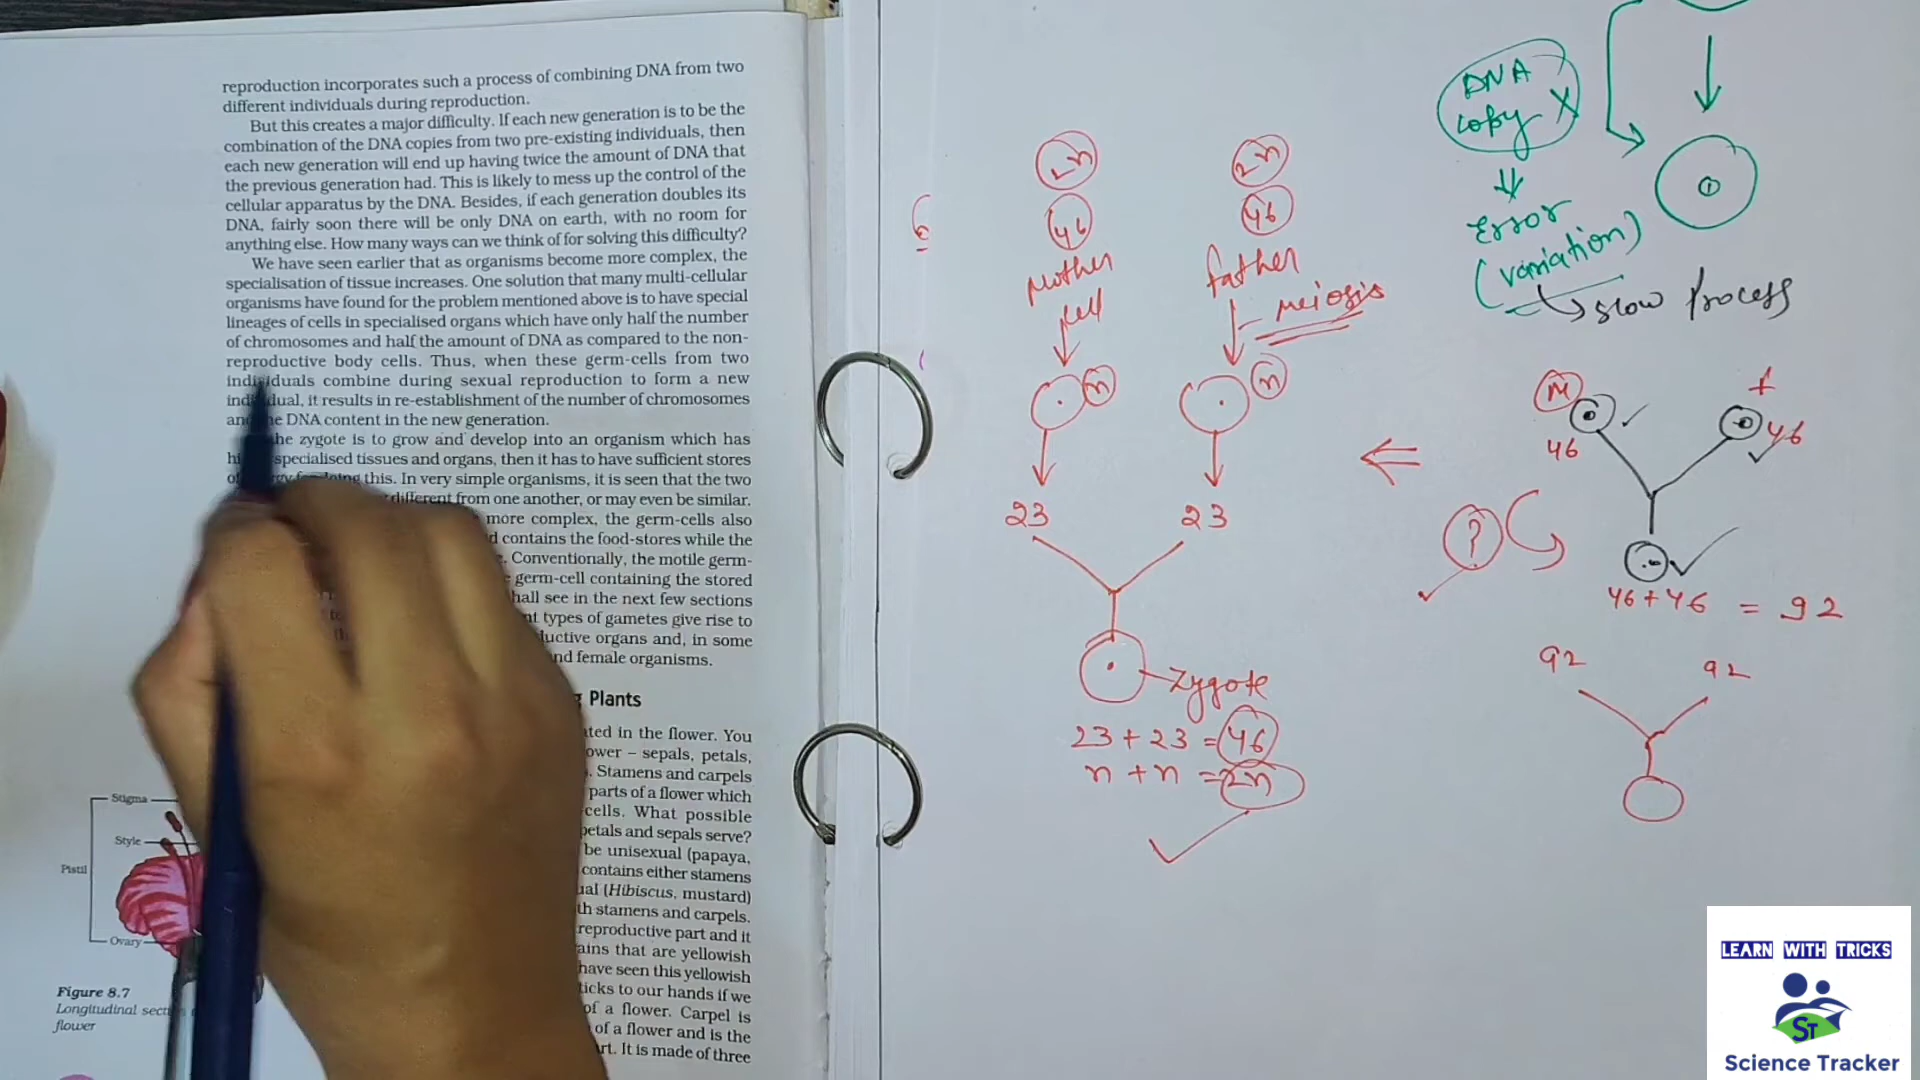 reproduction incorporates such a process of combining DNA from two
different individuals during reproduction.
But this creates a major difficulty. If each new generation is to be the
combination of the DNA copies from two pre-existing individuals, then
each new generation will end up having twice the amount of DNA that
the previous generation had. This is likely to mess up the control of the
cellular apparatus by the DNA. Besides, if each generation doubles its
DNA, fairly soon there will be only DNA on earth, with no room for
anything else. How many ways can we think of for solving this difficulty?
We have seen earlier that as organisms become more complex, the
specialisation of tissue increases. One solution that many multi-cellular
organisms have found for the problem mentioned above is to have special
lineages of cells in specialised organs which have only half the number
of chromosomes and half the amount of DNA as compared to the non-
reproductive body cells. Thus, when these germ-cells from two
individuals combine during sexual reproduction to form a new
individual, it results in re-establishment of the number of chromosomes
and the DNA content in the new generation.
the zygote is to grow and develop into an organism which has
specialised tissues and organs, then it has to have sufficient stores
this. In very simple organisms, it is seen that the two
different from one another, or may even be similar.
more complex, the germ-cells also
contains the food-stores while the
Conventionally, the motile germ-
germ-cell containing the stored
shall see in the next few sections
types of gametes give rise to
organs and, in some
and female organisms.
Plants
in the flower. You
– sepals, petals,
Stamens and carpels
parts of a flower which
cells. What possible
petals and sepals serve?
be unisexual (papaya,
contains either stamens
(Hibiscus, mustard)
stamens and carpels.
reproductive part and it
that are yellowish
have seen this yellowish
to our hands if we
of a flower. Carpel is
of a flower and is the
It is made of three
Stigma
Style
Pistil
Ovary
Figure 8.7
Longitudinal
flower
2n 2n
46 46
Mother father
cell meiosis
n n
23 23
Zygote
23 + 23 = 46
n + n = 2n
DNA
copy X
Error
(variation)
slow process
M f
46 46
?
46 + 46 = 92
92 92
LEARN WITH TRICKS
ST
Science Tracker